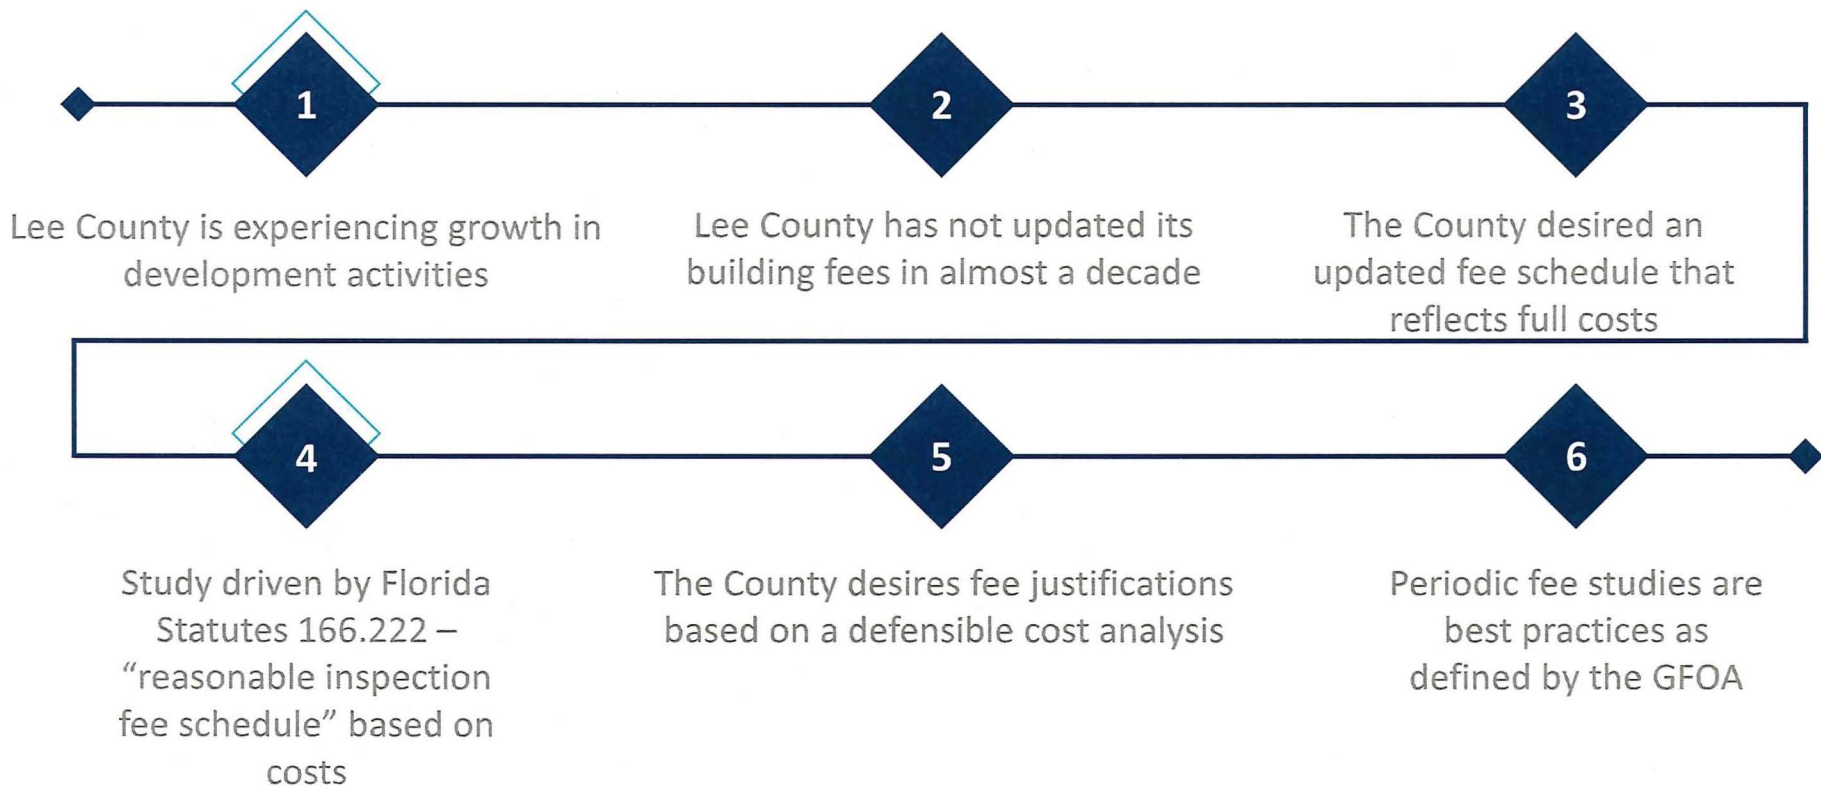 1
Lee County is experiencing growth in
development activities
2
Lee County has not updated its
building fees in almost a decade
3
The County desired an
updated fee schedule that
reflects full costs
4
Study driven by Florida
Statutes 166.222 –
“reasonable inspection
fee schedule” based on
costs
5
The County desires fee justifications
based on a defensible cost analysis
6
Periodic fee studies are
best practices as
defined by the GFOA